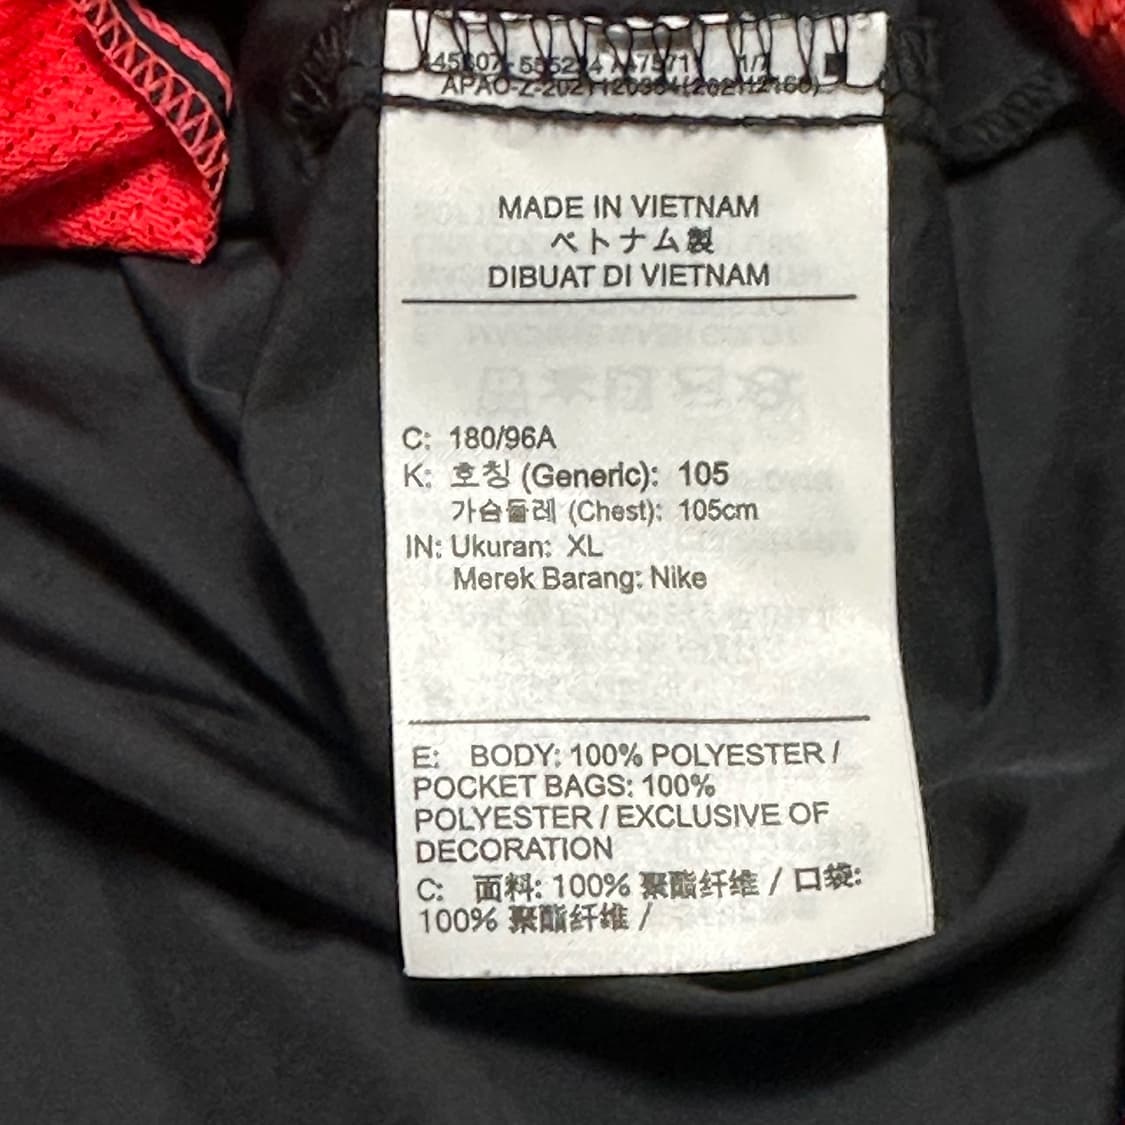 1/7
MADE IN VIETNAM
ベトナム製
DIBUAT DI VIETNAM
C: 180/96A
K: 호칭 (Generic): 105
가슴둘레 (Chest): 105cm
IN: Ukuran: XL
Merek Barang: Nike
E: BODY: 100% POLYESTER /
POCKET BAGS: 100%
POLYESTER / EXCLUSIVE OF
DECORATION
C: 面料: 100% 聚酯纤维 / 口袋:
100% 聚酯纤维 /